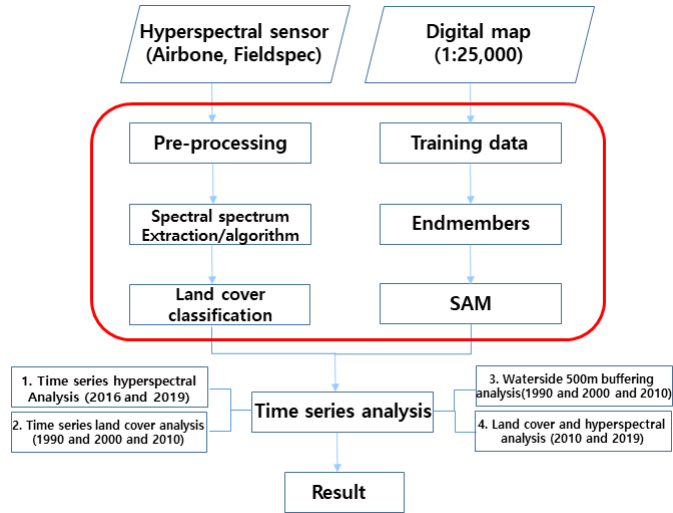 Hyperspectral sensor
(Airbone, Fieldspec)
Digital map
(1:25,000)
Pre-processing
Training data
Spectral spectrum
Extraction/algorithm
Endmembers
Land cover
classification
SAM
1. Time series hyperspectral
Analysis (2016 and 2019)
2. Time series land cover analysis
(1990 and 2000 and 2010)
Time series analysis
3. Waterside 500m buffering
analysis(1990 and 2000 and 2010)
4. Land cover and hyperspectral
analysis (2010 and 2019)
Result